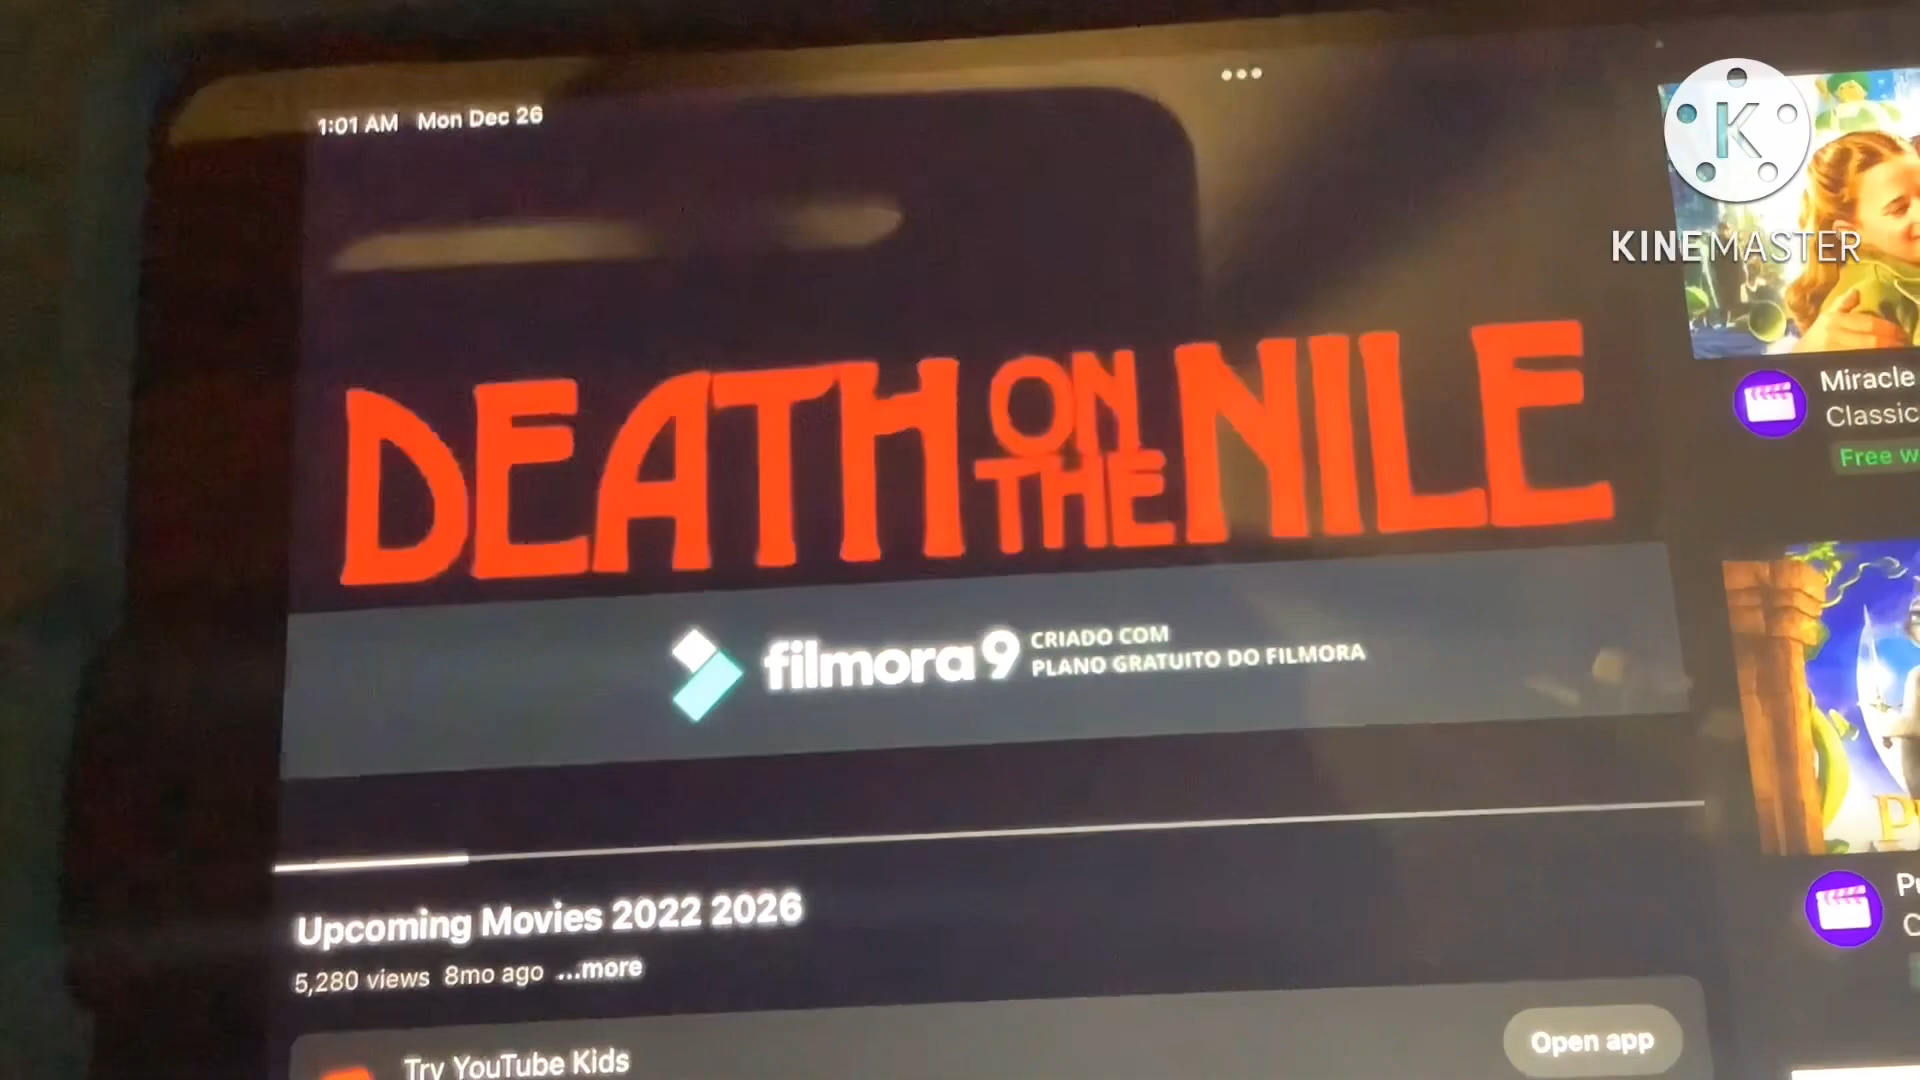 1:01 AM Mon Dec 26
K
KINEMASTER
DEATH ON THE NILE
filmora9 CRIADO COM
PLANO GRATUITO DO FILMORA
Upcoming Movies 2022 2026
5,280 views 8mo ago ...more
Try YouTube Kids
Open app
Miracle
Classic
Free